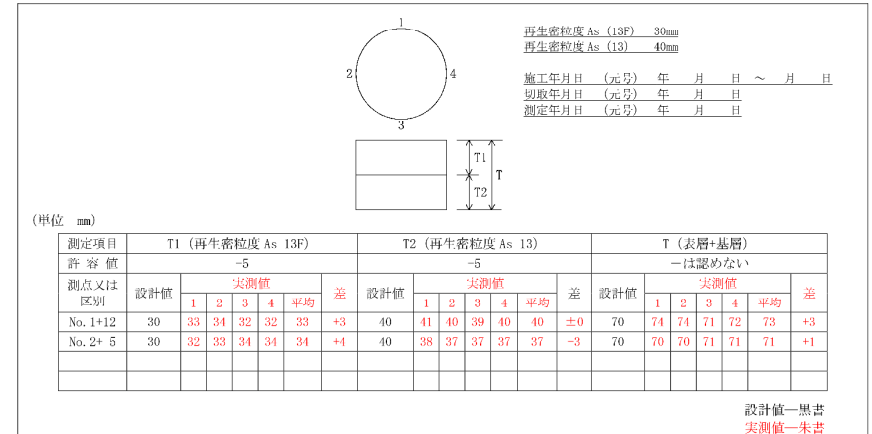 1
2
4
3
再生密粒度 As (13F) 30mm
再生密粒度 As (13) 40mm
施工年月日 (元号) 年 月 日 ～ 月 日
切取年月日 (元号) 年 月 日
測定年月日 (元号) 年 月 日
T1
T
T2
(単位 mm)
測定項目 T1 (再生密粒度 As 13F) T2 (再生密粒度 As 13) T (表層+基層)
許容値 -5 -5 －は認めない
測点又は区別 設計値 実測値 差 設計値 実測値 差 設計値 実測値 差
1 2 3 4 平均 1 2 3 4 平均 1 2 3 4 平均
No.1+12 30 33 34 32 32 33 +3 40 41 40 39 40 40 ±0 70 74 74 71 72 73 +3
No.2+ 5 30 32 33 34 34 34 +4 40 38 37 37 37 37 -3 70 70 70 71 71 71 +1
設計値―黒書
実測値―朱書